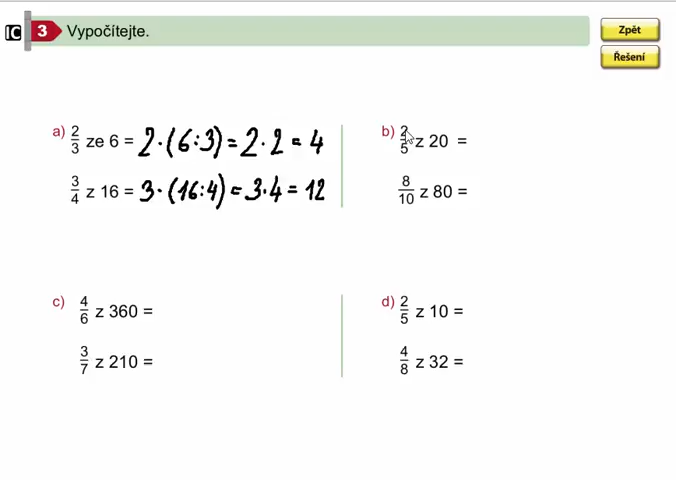 IC 3 Vypočítejte. Zpět
Řešení
a) 2/3 ze 6 = 2·(6:3) = 2·2 = 4
3/4 z 16 = 3·(16:4) = 3·4 = 12
b) 2/5 z 20 =
8/10 z 80 =
c) 4/6 z 360 =
3/7 z 210 =
d) 2/5 z 10 =
4/8 z 32 =